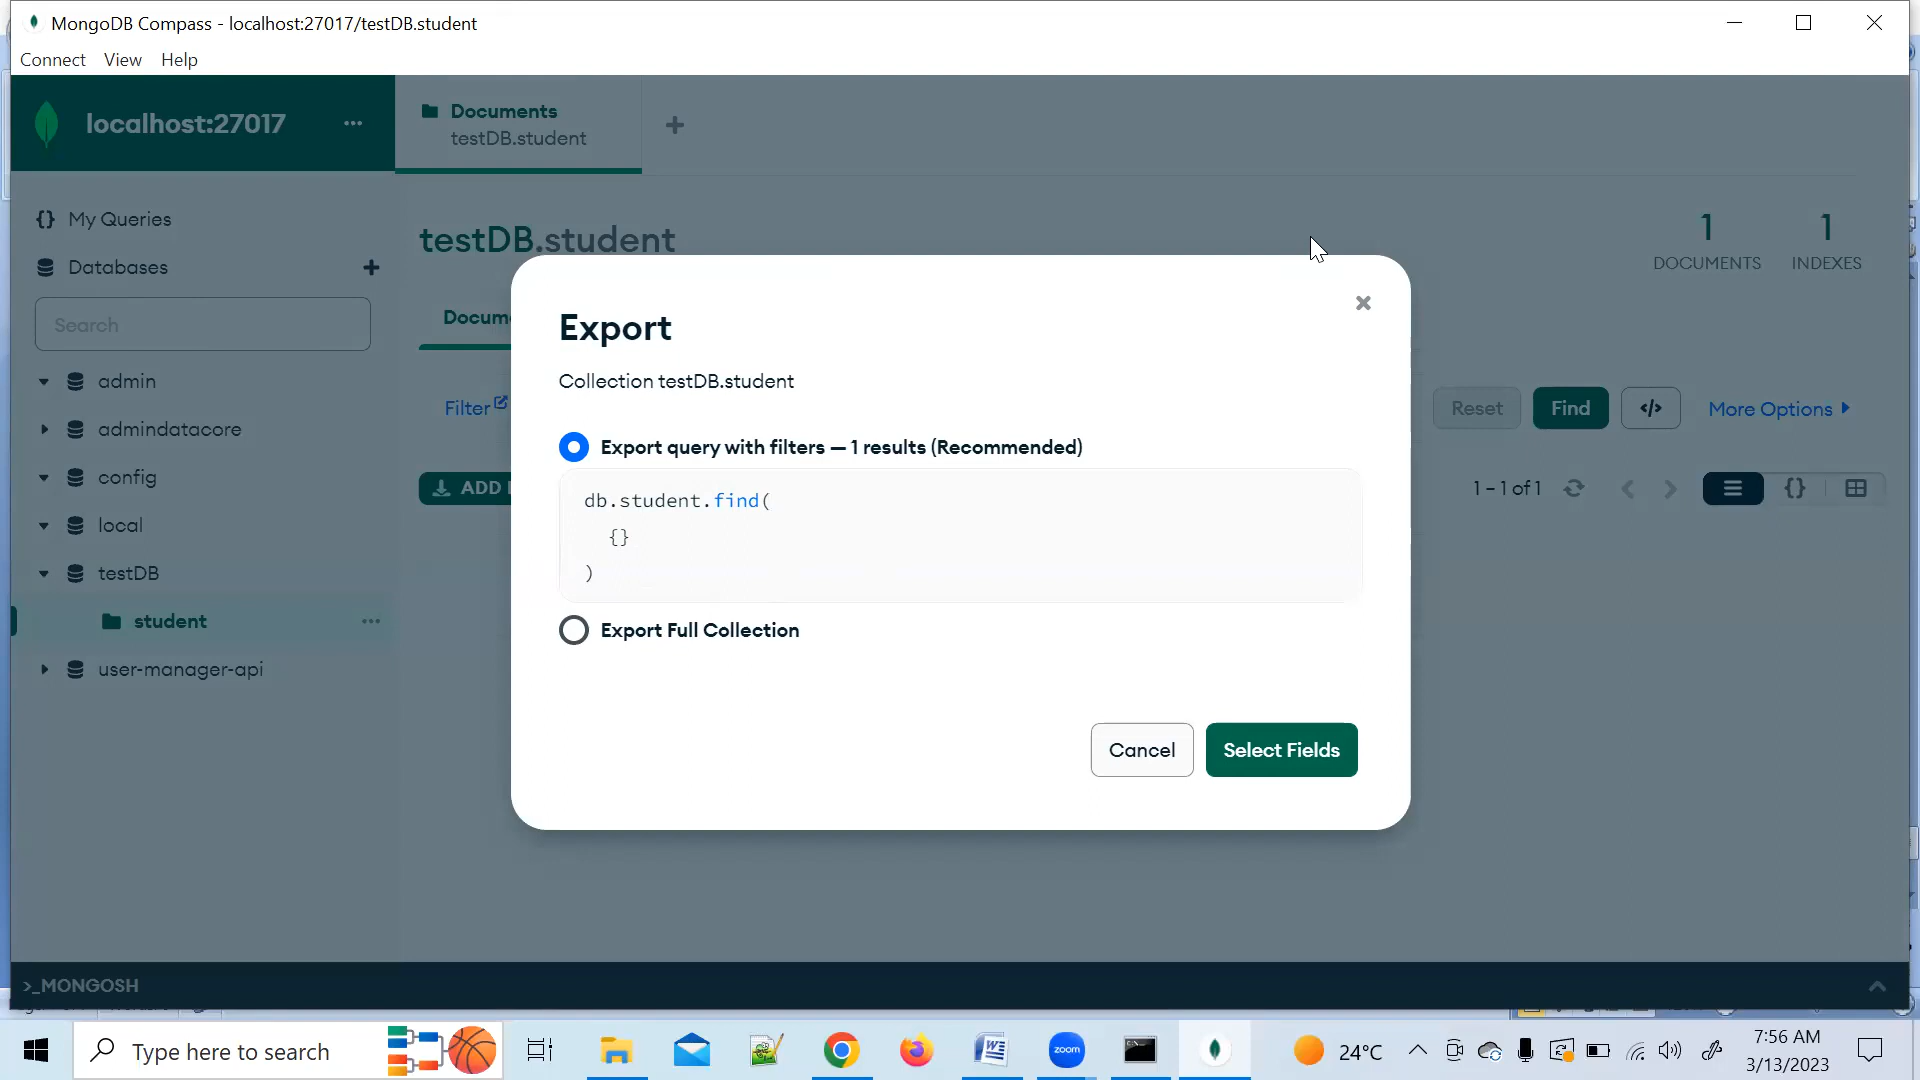 MongoDB Compass - localhost:27017/testDB.student
Connect View Help
localhost:27017 ...
Documents
testDB.student
+
{} My Queries
Databases +
Search
admin
admindatacore
config
local
testDB
student ...
user-manager-api
testDB.student
1 DOCUMENTS
1 INDEXES
Docum
Filter
Reset Find </> More Options
ADD
1 – 1 of 1
{}
Export
Collection testDB.student
Export query with filters — 1 results (Recommended)
db.student.find(
{}
)
Export Full Collection
Cancel Select Fields
>_MONGOSH
Type here to search
zoom
24°C
7:56 AM
3/13/2023